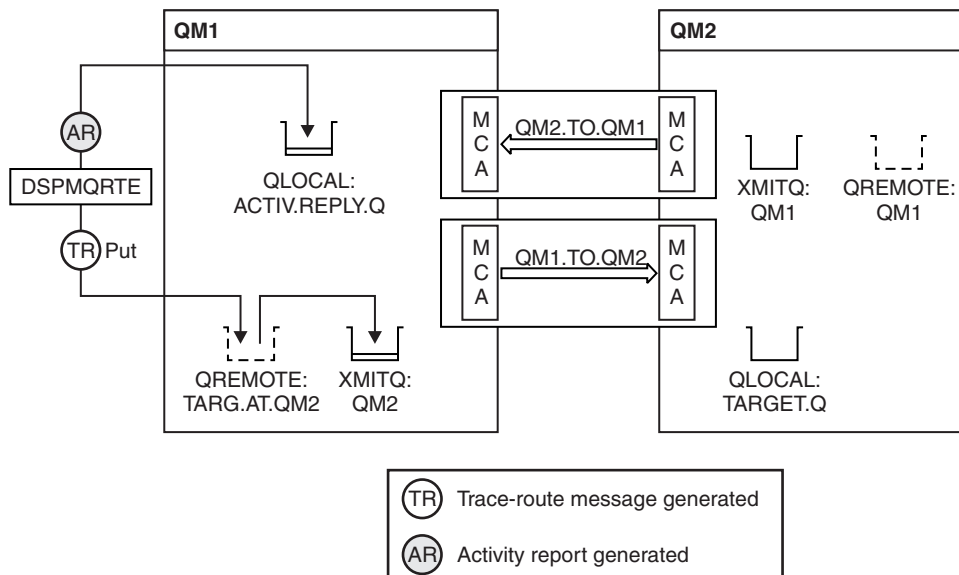 QM1
QM2
M
C
A
QM2.TO.QM1
M
C
A
AR
DSPMQRTE
TR Put
QLOCAL:
ACTIV.REPLY.Q
XMITQ:
QM1
QREMOTE:
QM1
M
C
A
QM1.TO.QM2
M
C
A
QREMOTE:
TARG.AT.QM2
XMITQ:
QM2
QLOCAL:
TARGET.Q
TR Trace-route message generated
AR Activity report generated